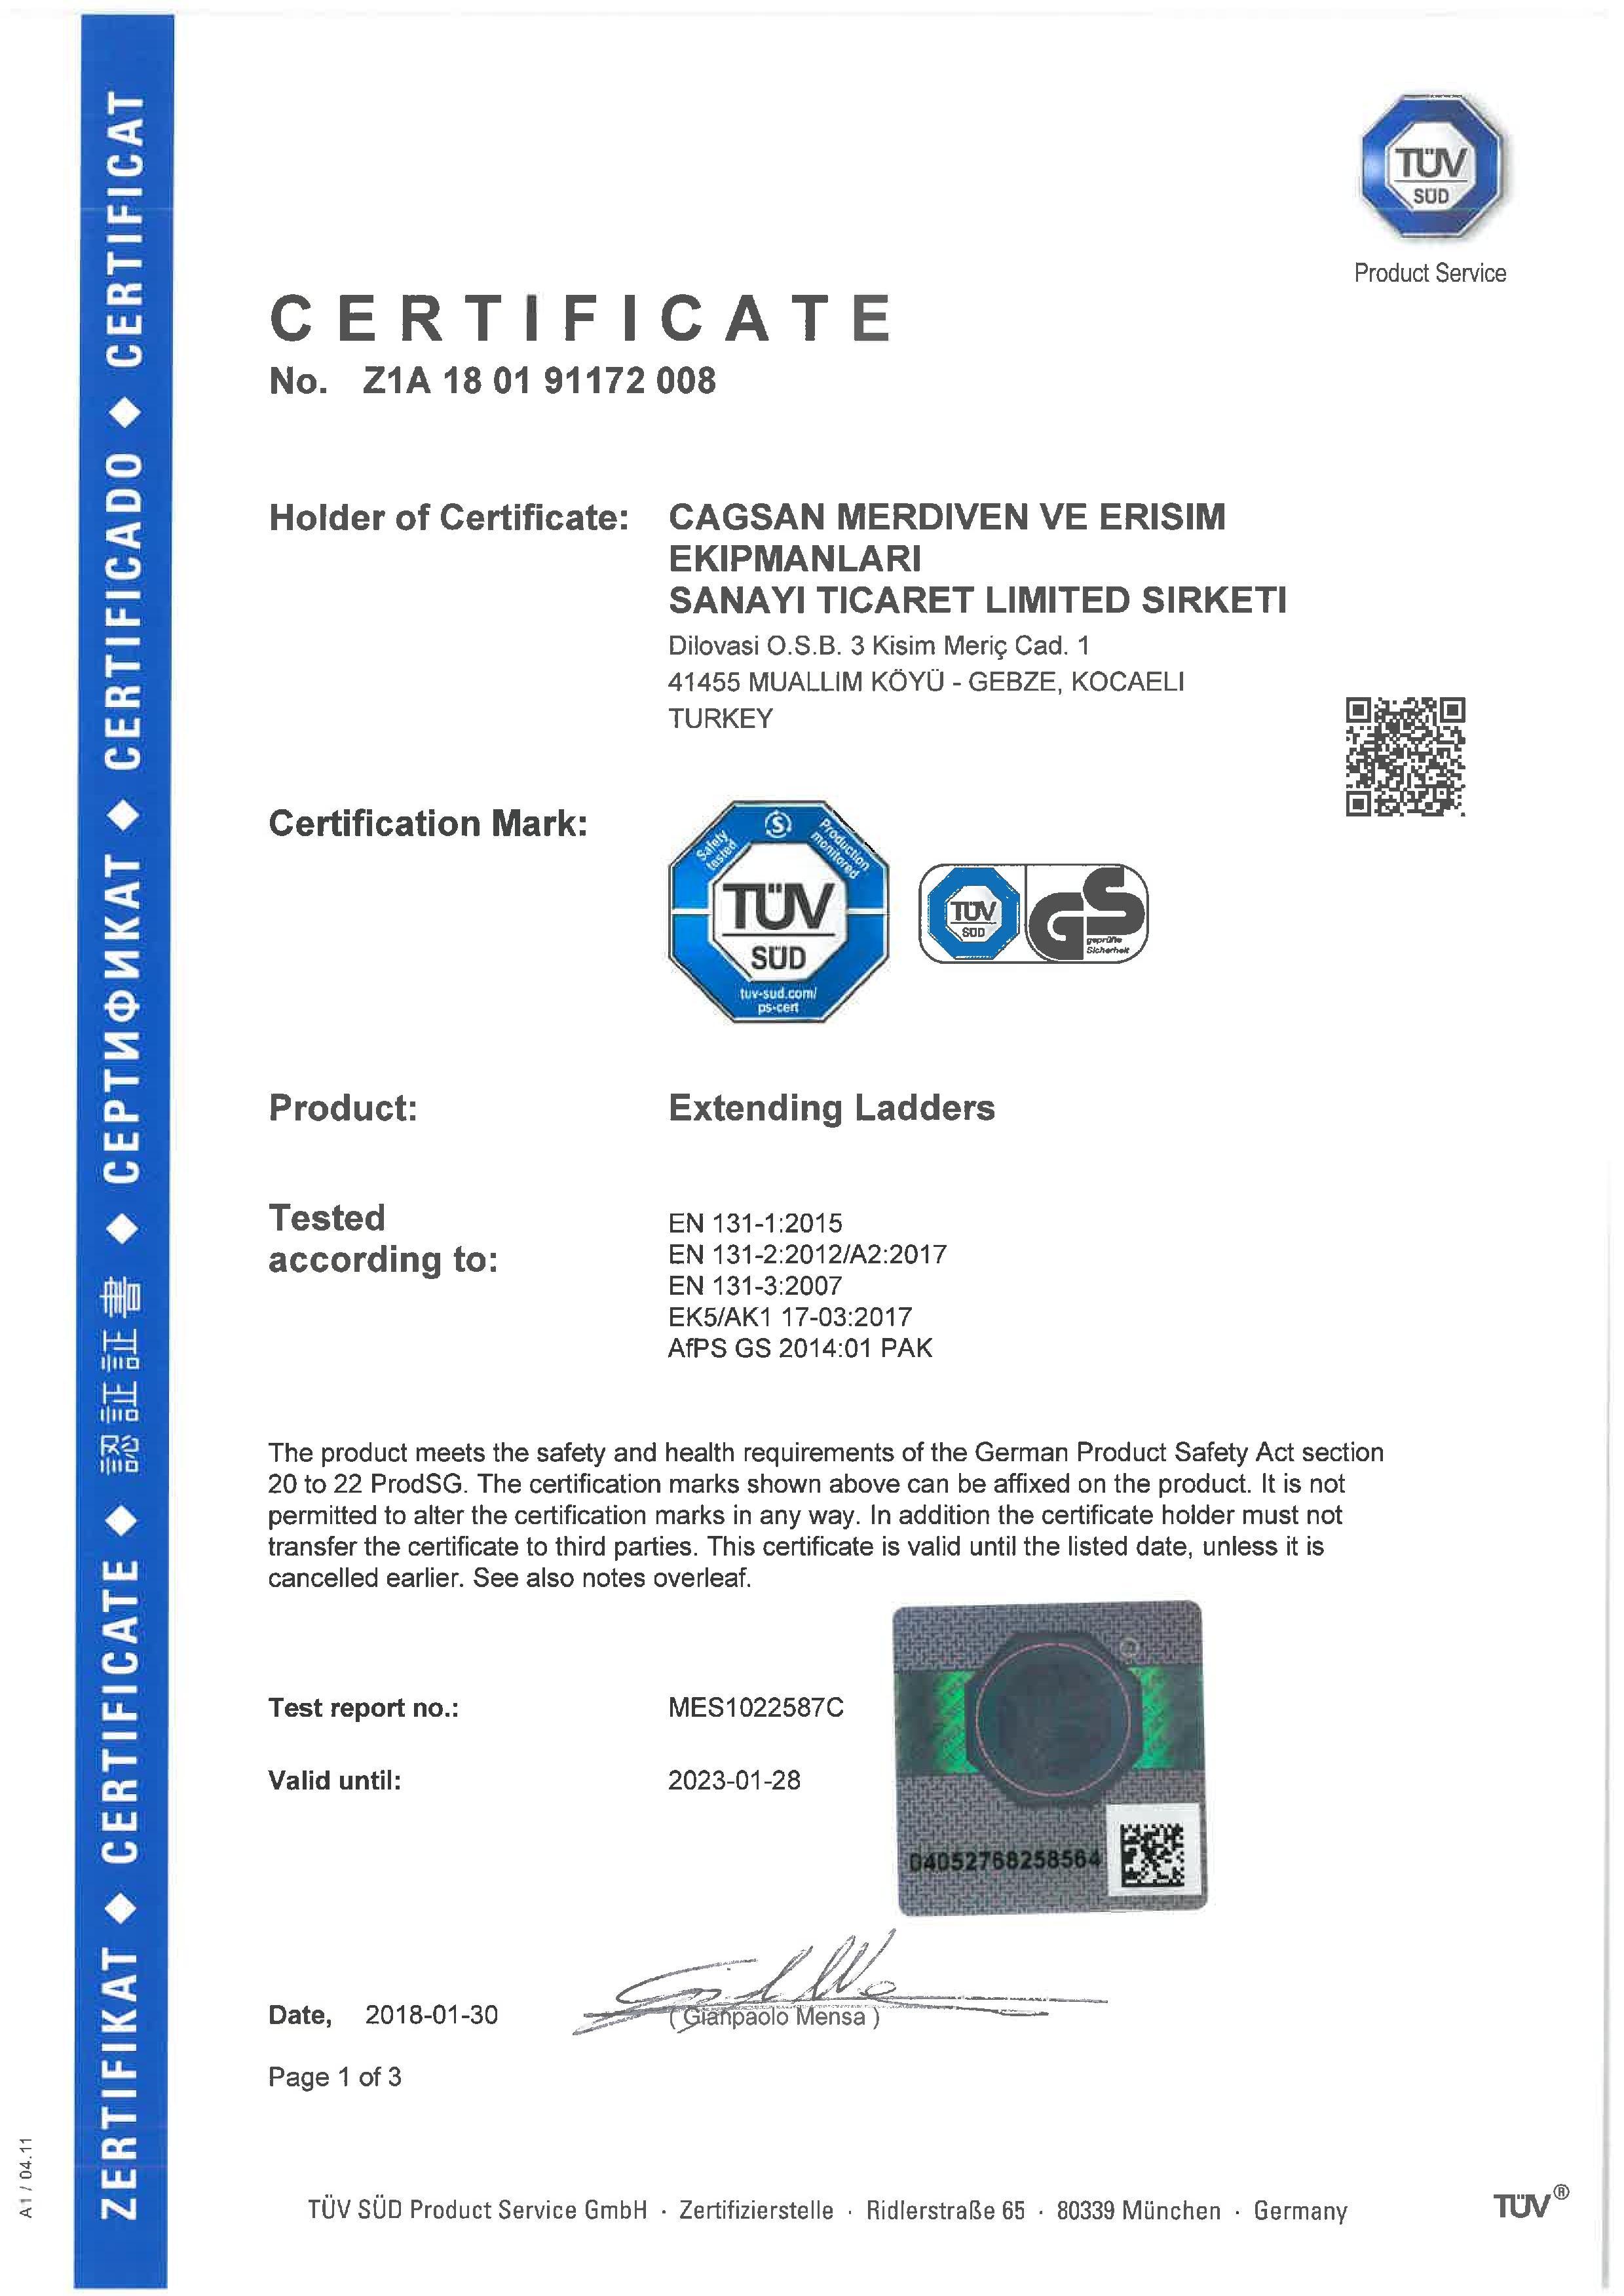 ZERTIFIKAT ◆ CERTIFICATE ◆ 認証証書 ◆ СЕРТИФИКАТ ◆ CERTIFICADO ◆ CERTIFICAT
A1 / 04.11
TÜV
SÜD
Product Service
CERTIFICATE
No. Z1A 18 01 91172 008
Holder of Certificate: CAGSAN MERDIVEN VE ERISIM
EKIPMANLARI
SANAYI TICARET LIMITED SIRKETI
Dilovasi O.S.B. 3 Kisim Meriç Cad. 1
41455 MUALLIM KÖYÜ - GEBZE, KOCAELI
TURKEY
Certification Mark:
Safety
tested
S
Production
monitored
TÜV
SÜD
tuv-sud.com/
ps-cert
TÜV
SÜD
GS
geprüfte
Sicherheit
Product: Extending Ladders
Tested
according to:
EN 131-1:2015
EN 131-2:2012/A2:2017
EN 131-3:2007
EK5/AK1 17-03:2017
AfPS GS 2014:01 PAK
The product meets the safety and health requirements of the German Product Safety Act section
20 to 22 ProdSG. The certification marks shown above can be affixed on the product. It is not
permitted to alter the certification marks in any way. In addition the certificate holder must not
transfer the certificate to third parties. This certificate is valid until the listed date, unless it is
cancelled earlier. See also notes overleaf.
Test report no.: MES1022587C
Valid until: 2023-01-28
04052768258564
Date, 2018-01-30
( Gianpaolo Mensa )
Page 1 of 3
TÜV SÜD Product Service GmbH · Zertifizierstelle · Ridlerstraße 65 · 80339 München · Germany
TÜV®